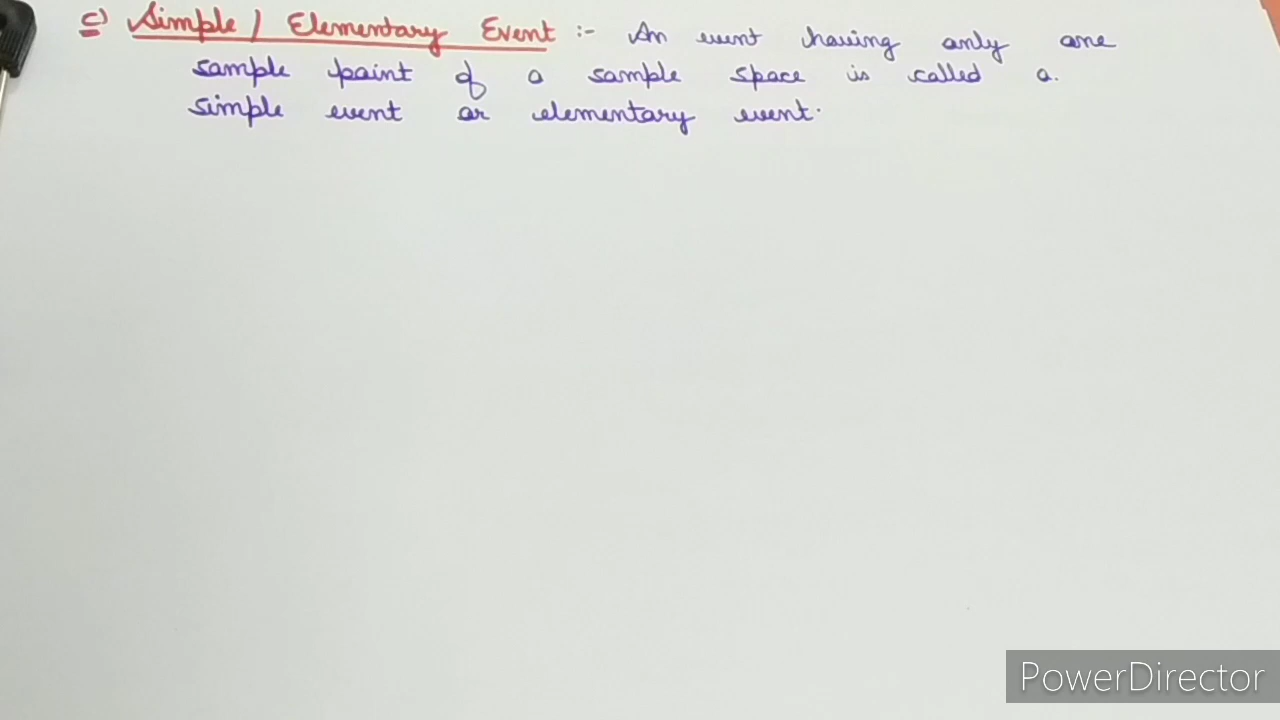 c) Simple / Elementary Event :- An event having only one
sample point of a sample space is called a.
simple event or elementary event.
PowerDirector